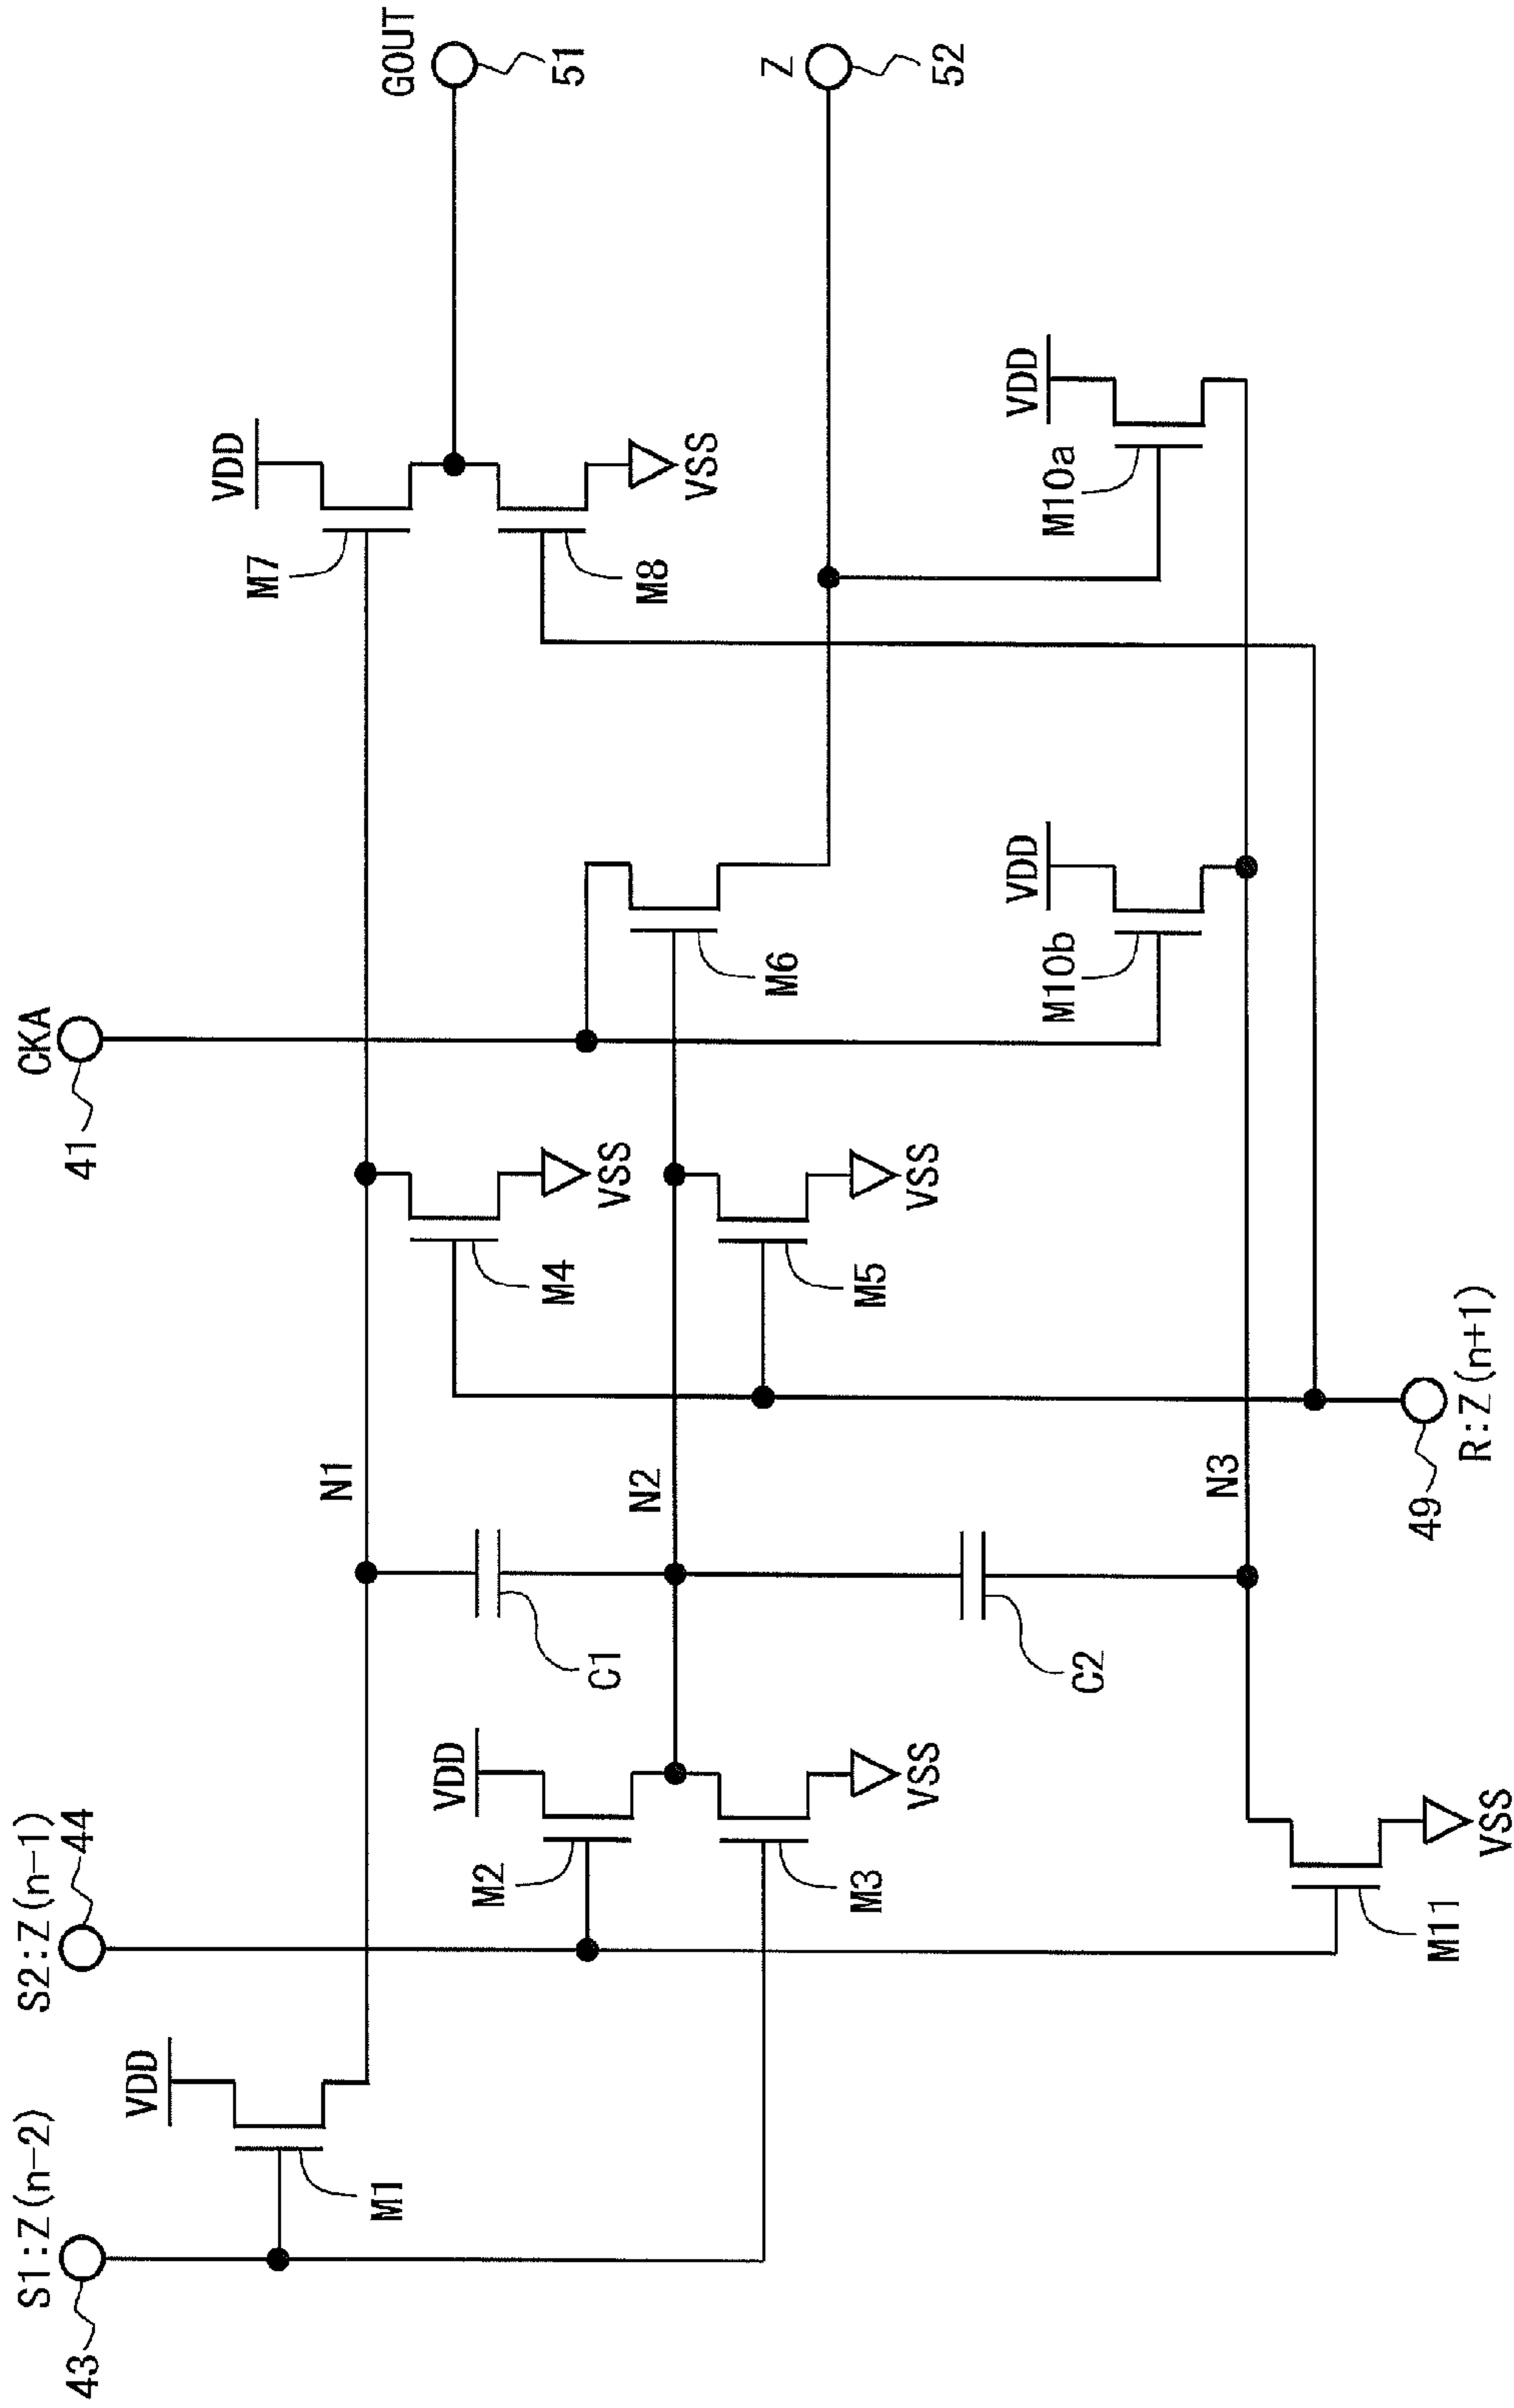 S1:Z(n-2)
43
S2:Z(n-1)
44
CKA
41
GOUT
51
Z
52
VDD
M1
VDD
M2
M3
VSS
M11
VSS
N1
C1
N2
C2
N3
M4
VSS
M5
VSS
49
R:Z(n+1)
M6
VDD
M10b
VDD
M7
M8
VSS
VDD
M10a